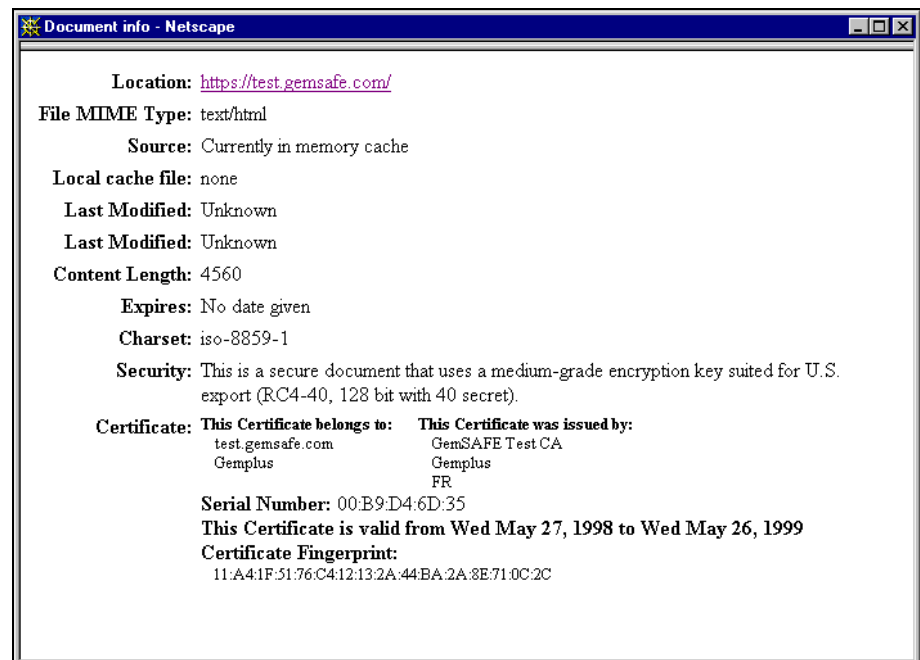 Document info - Netscape
Location: https://test.gemsafe.com/
File MIME Type: text/html
Source: Currently in memory cache
Local cache file: none
Last Modified: Unknown
Last Modified: Unknown
Content Length: 4560
Expires: No date given
Charset: iso-8859-1
Security: This is a secure document that uses a medium-grade encryption key suited for U.S.
export (RC4-40, 128 bit with 40 secret).
Certificate: This Certificate belongs to: This Certificate was issued by:
test.gemsafe.com GemSAFE Test CA
Gemplus Gemplus
FR
Serial Number: 00:B9:D4:6D:35
This Certificate is valid from Wed May 27, 1998 to Wed May 26, 1999
Certificate Fingerprint:
11:A4:1F:51:76:C4:12:13:2A:44:BA:2A:8E:71:0C:2C